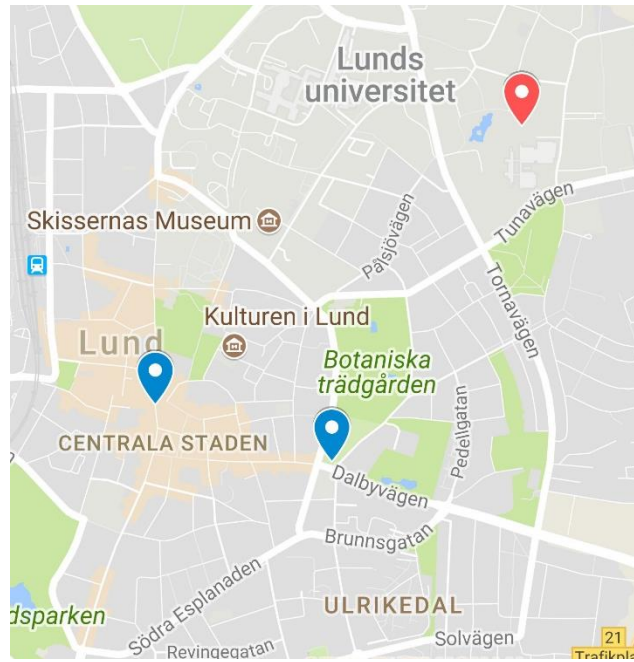 Lunds
universitet
Skissernas Museum
Pålsjövägen
Tunavägen
Tornavägen
Kulturen i Lund
Lund
Botaniska
trädgården
CENTRALA STADEN
Pedellgatan
Dalbyvägen
Brunnsgatan
Södra Esplanaden
dsparken
ULRIKEDAL
Revingegatan
Solvägen
21
Trafikpla